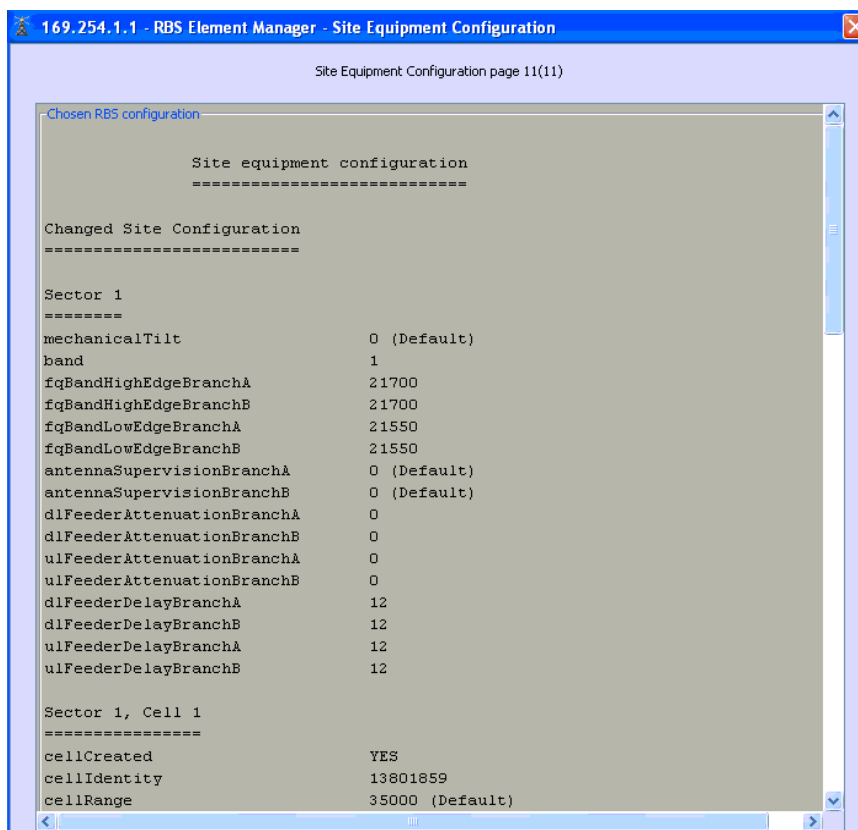 169.254.1.1 - RBS Element Manager - Site Equipment Configuration
Site Equipment Configuration page 11(11)
Chosen RBS configuration
Site equipment configuration
============================
Changed Site Configuration
==========================
Sector 1
========
mechanicalTilt 0 (Default)
band 1
fqBandHighEdgeBranchA 21700
fqBandHighEdgeBranchB 21700
fqBandLowEdgeBranchA 21550
fqBandLowEdgeBranchB 21550
antennaSupervisionBranchA 0 (Default)
antennaSupervisionBranchB 0 (Default)
dlFeederAttenuationBranchA 0
dlFeederAttenuationBranchB 0
ulFeederAttenuationBranchA 0
ulFeederAttenuationBranchB 0
dlFeederDelayBranchA 12
dlFeederDelayBranchB 12
ulFeederDelayBranchA 12
ulFeederDelayBranchB 12
Sector 1, Cell 1
================
cellCreated YES
cellIdentity 13801859
cellRange 35000 (Default)